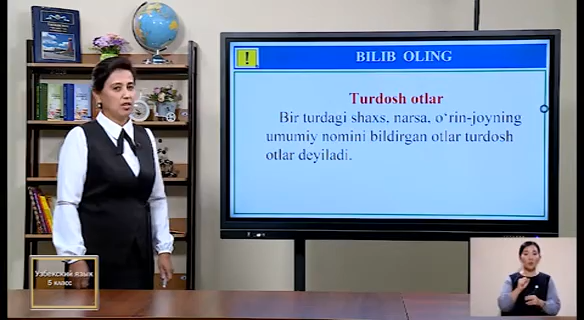 BILIB OLING
Turdosh otlar
Bir turdagi shaxs, narsa, o‘rin-joyning
umumiy nomini bildirgan otlar turdosh
otlar deyiladi.
Узбекский язык
5 класс